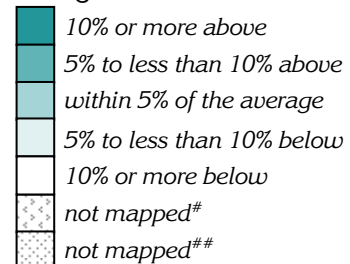 10% or more above
5% to less than 10% above
within 5% of the average
5% to less than 10% below
10% or more below
not mapped#
not mapped##